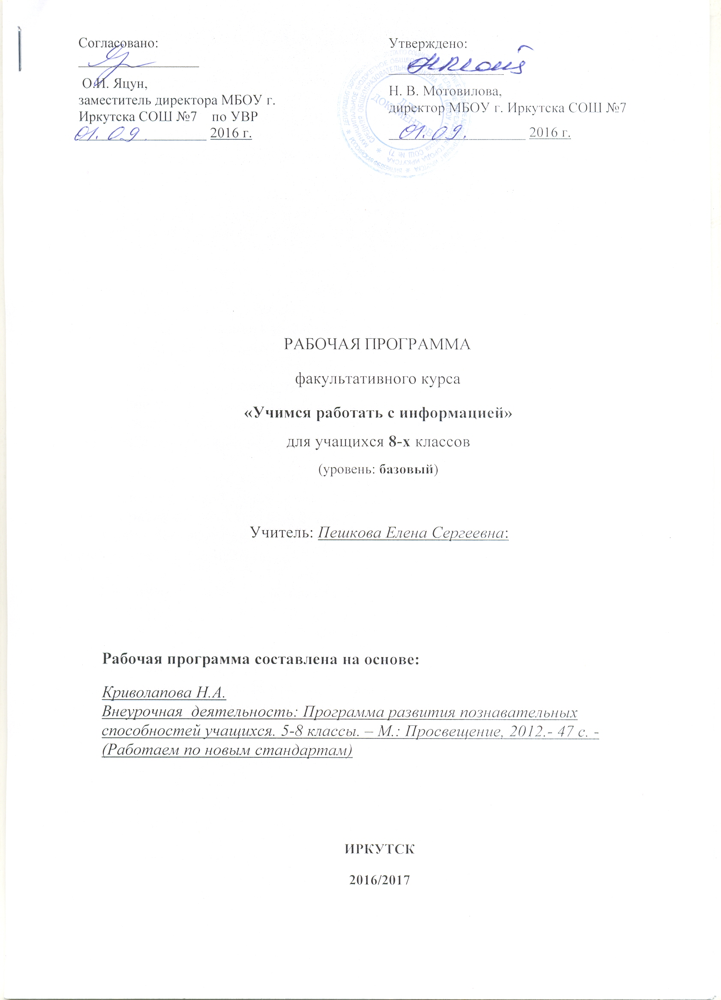 Согласовано:
О.И. Яцун,
заместитель директора МБОУ г.
Иркутска СОШ №7 по УВР
01.09. 2016 г.
Утверждено:
Н. В. Мотовилова,
директор МБОУ г. Иркутска СОШ №7
01.09. 2016 г.
ДЛЯ
ДОКУМЕНТОВ
РАБОЧАЯ ПРОГРАММА
факультативного курса
«Учимся работать с информацией»
для учащихся 8-х классов
(уровень: базовый)
Учитель: Пешкова Елена Сергеевна:
Рабочая программа составлена на основе:
Криволапова Н.А.
Внеурочная деятельность: Программа развития познавательных
способностей учащихся. 5-8 классы. – М.: Просвещение, 2012.- 47 с. -
(Работаем по новым стандартам)
ИРКУТСК
2016/2017